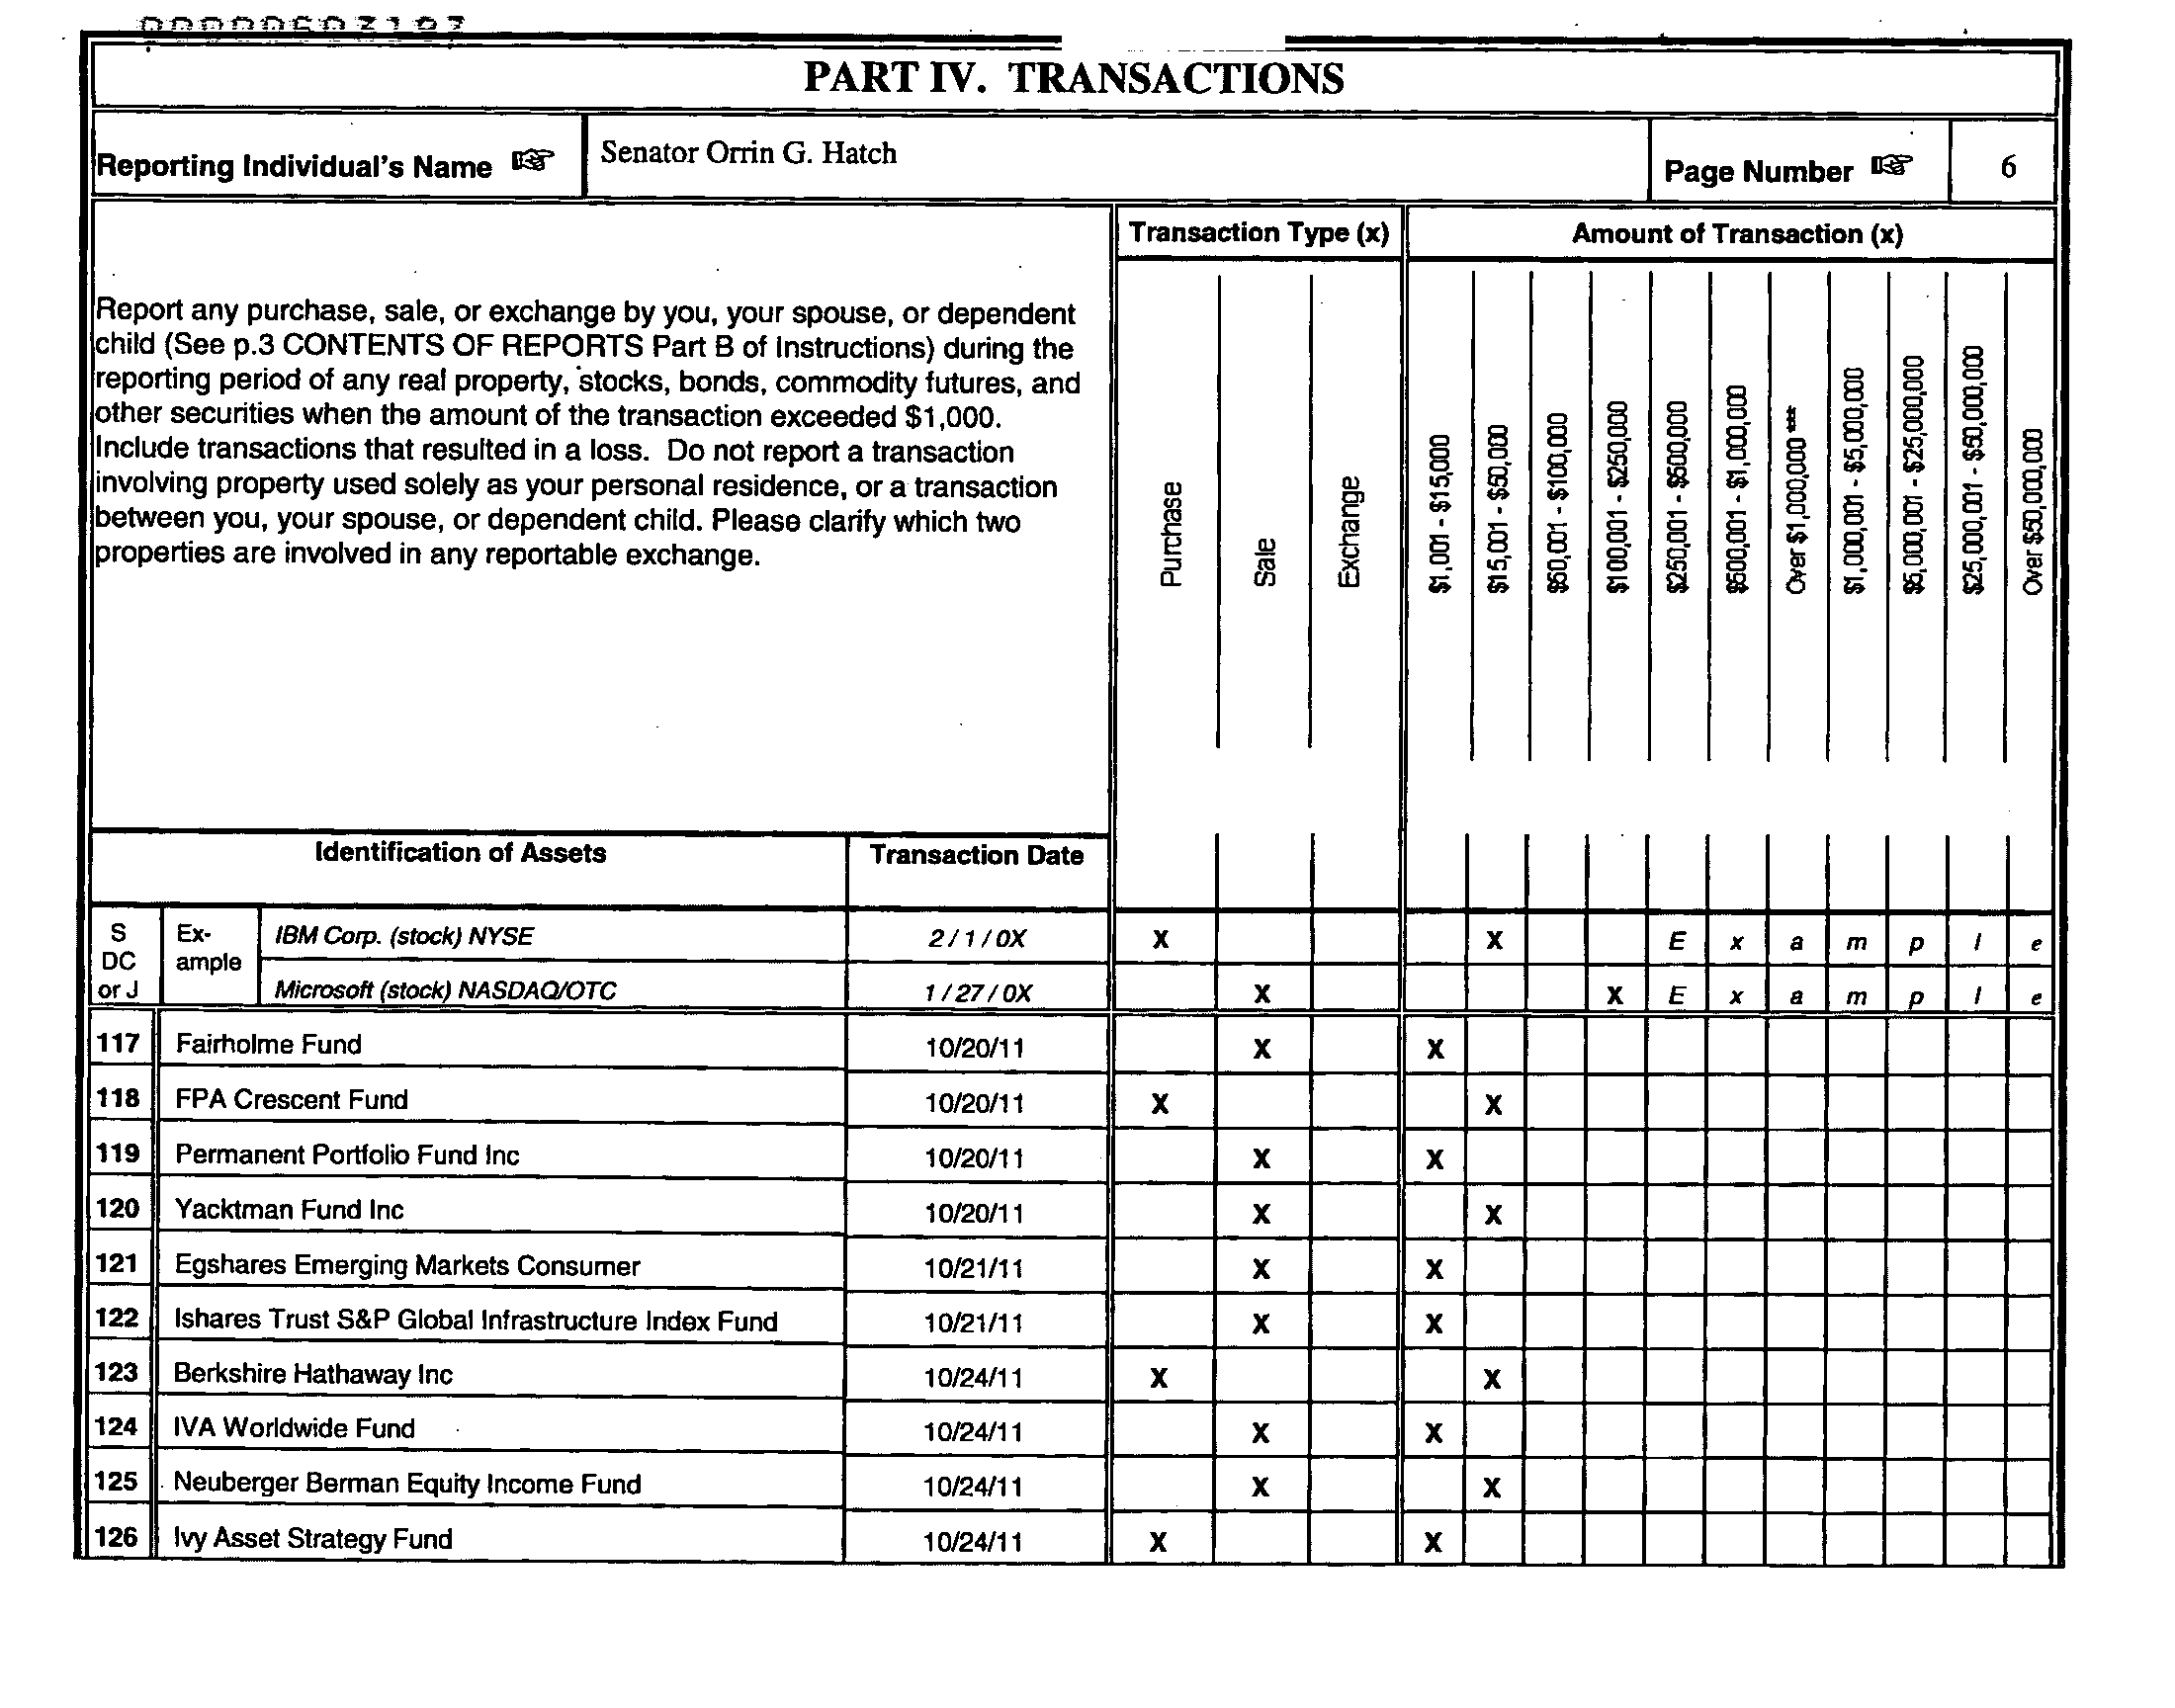 PART IV. TRANSACTIONS
Reporting Individual's Name ☞ Senator Orrin G. Hatch Page Number ☞ 6
Transaction Type (x) Amount of Transaction (x)
Report any purchase, sale, or exchange by you, your spouse, or dependent
child (See p.3 CONTENTS OF REPORTS Part B of Instructions) during the
reporting period of any real property, stocks, bonds, commodity futures, and
other securities when the amount of the transaction exceeded $1,000.
Include transactions that resulted in a loss. Do not report a transaction
involving property used solely as your personal residence, or a transaction
between you, your spouse, or dependent child. Please clarify which two
properties are involved in any reportable exchange.
Purchase
Sale
Exchange
$1,001 - $15,000
$15,001 - $50,000
$50,001 - $100,000
$100,001 - $250,000
$250,001 - $500,000
$500,001 - $1,000,000
Over $1,000,000 ***
$1,000,001 - $5,000,000
$5,000,001 - $25,000,000
$25,000,001 - $50,000,000
Over $50,000,000
Identification of Assets Transaction Date
S
DC
or J
Ex-
ample
IBM Corp. (stock) NYSE 2 / 1 / 0X X X E x a m p l e
Microsoft (stock) NASDAQ/OTC 1 / 27 / 0X X X E x a m p l e
117 Fairholme Fund 10/20/11 X X
118 FPA Crescent Fund 10/20/11 X X
119 Permanent Portfolio Fund Inc 10/20/11 X X
120 Yacktman Fund Inc 10/20/11 X X
121 Egshares Emerging Markets Consumer 10/21/11 X X
122 Ishares Trust S&P Global Infrastructure Index Fund 10/21/11 X X
123 Berkshire Hathaway Inc 10/24/11 X X
124 IVA Worldwide Fund 10/24/11 X X
125 Neuberger Berman Equity Income Fund 10/24/11 X X
126 Ivy Asset Strategy Fund 10/24/11 X X